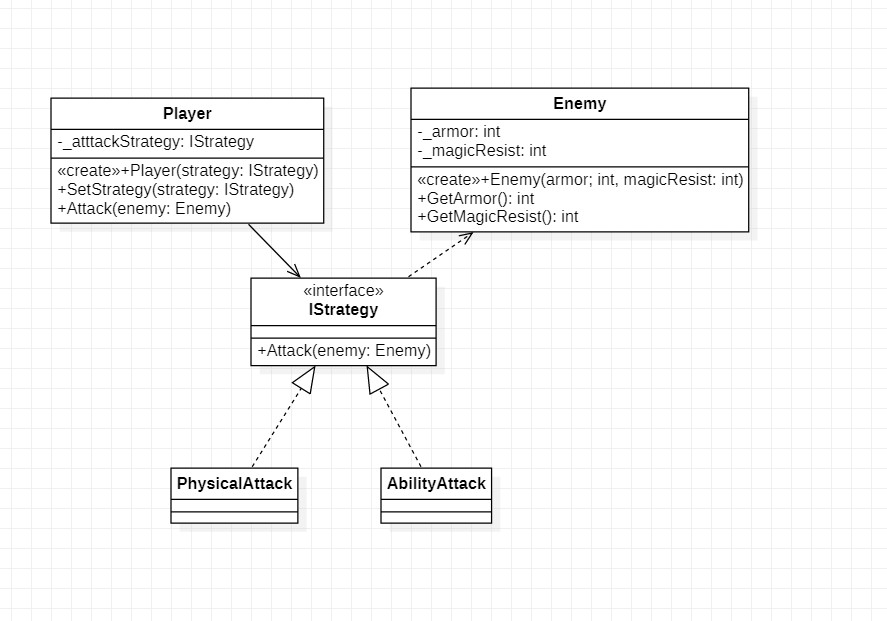 Player
-_atttackStrategy: IStrategy
«create»+Player(strategy: IStrategy)
+SetStrategy(strategy: IStrategy)
+Attack(enemy: Enemy)
Enemy
-_armor: int
-_magicResist: int
«create»+Enemy(armor; int, magicResist: int)
+GetArmor(): int
+GetMagicResist(): int
«interface»
IStrategy
+Attack(enemy: Enemy)
PhysicalAttack
AbilityAttack